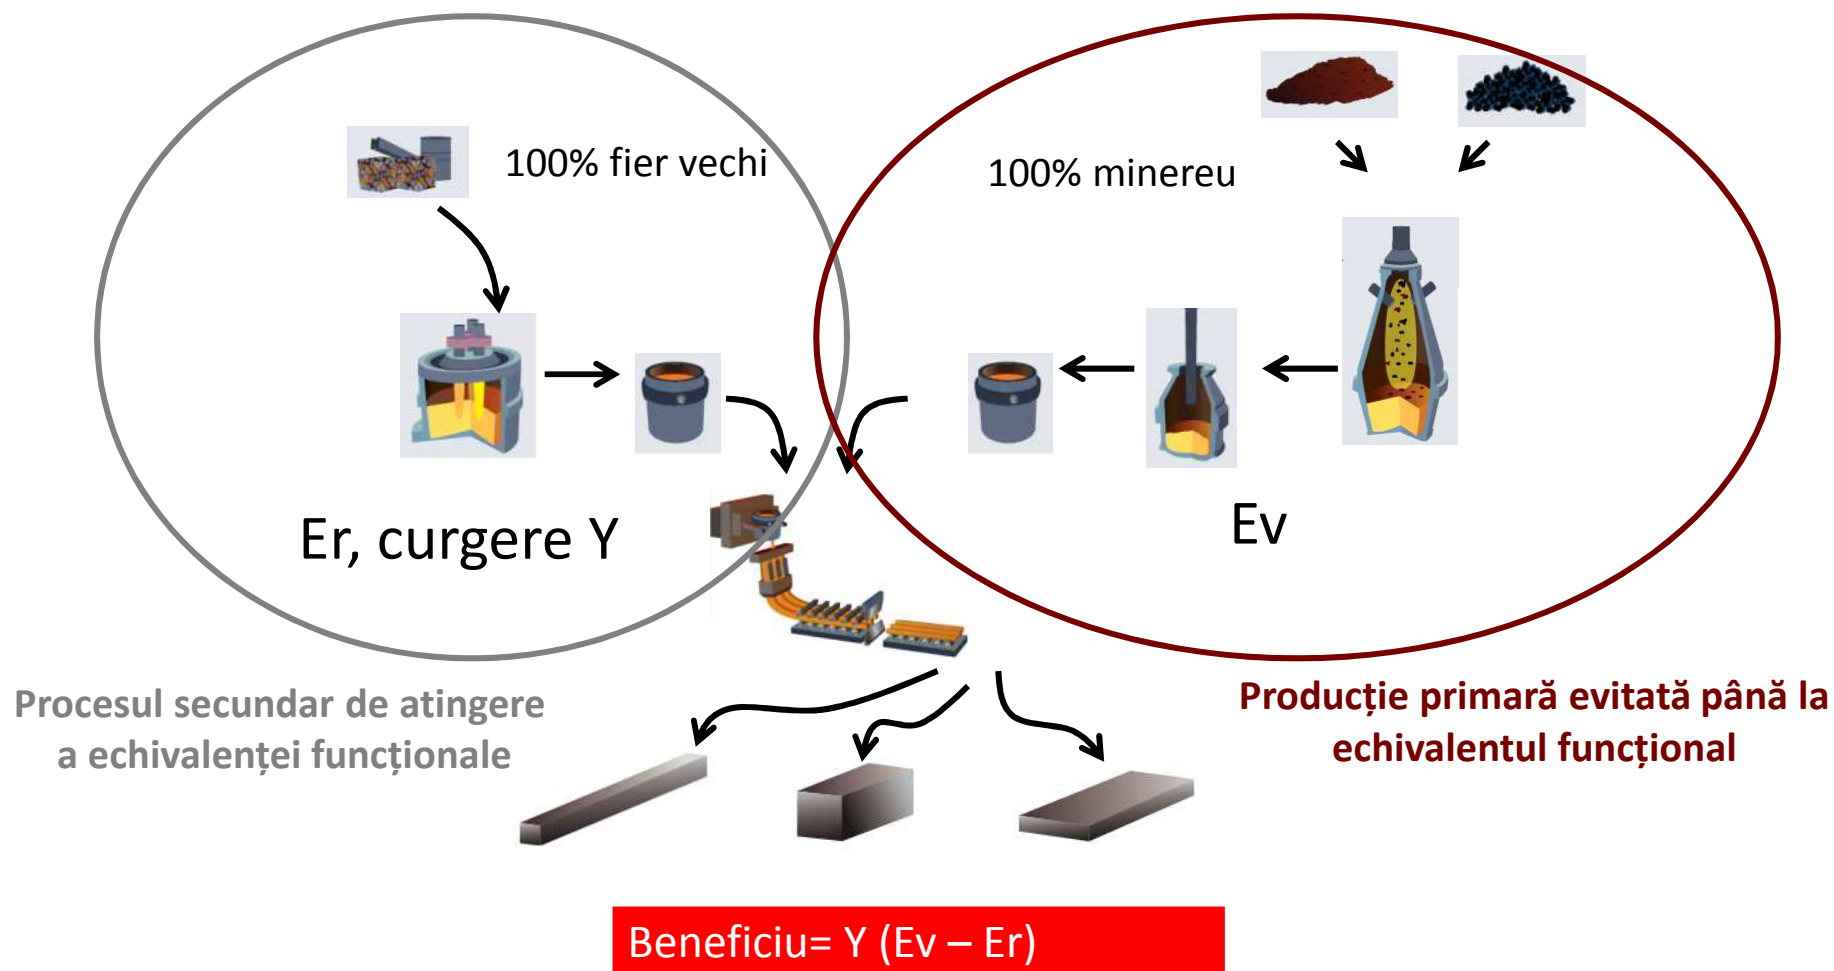 100% fier vechi
100% minereu
Er, curgere Y
Ev
Procesul secundar de atingere
a echivalenței funcționale
Producție primară evitată până la
echivalentul funcțional
Beneficiu= Y (Ev – Er)